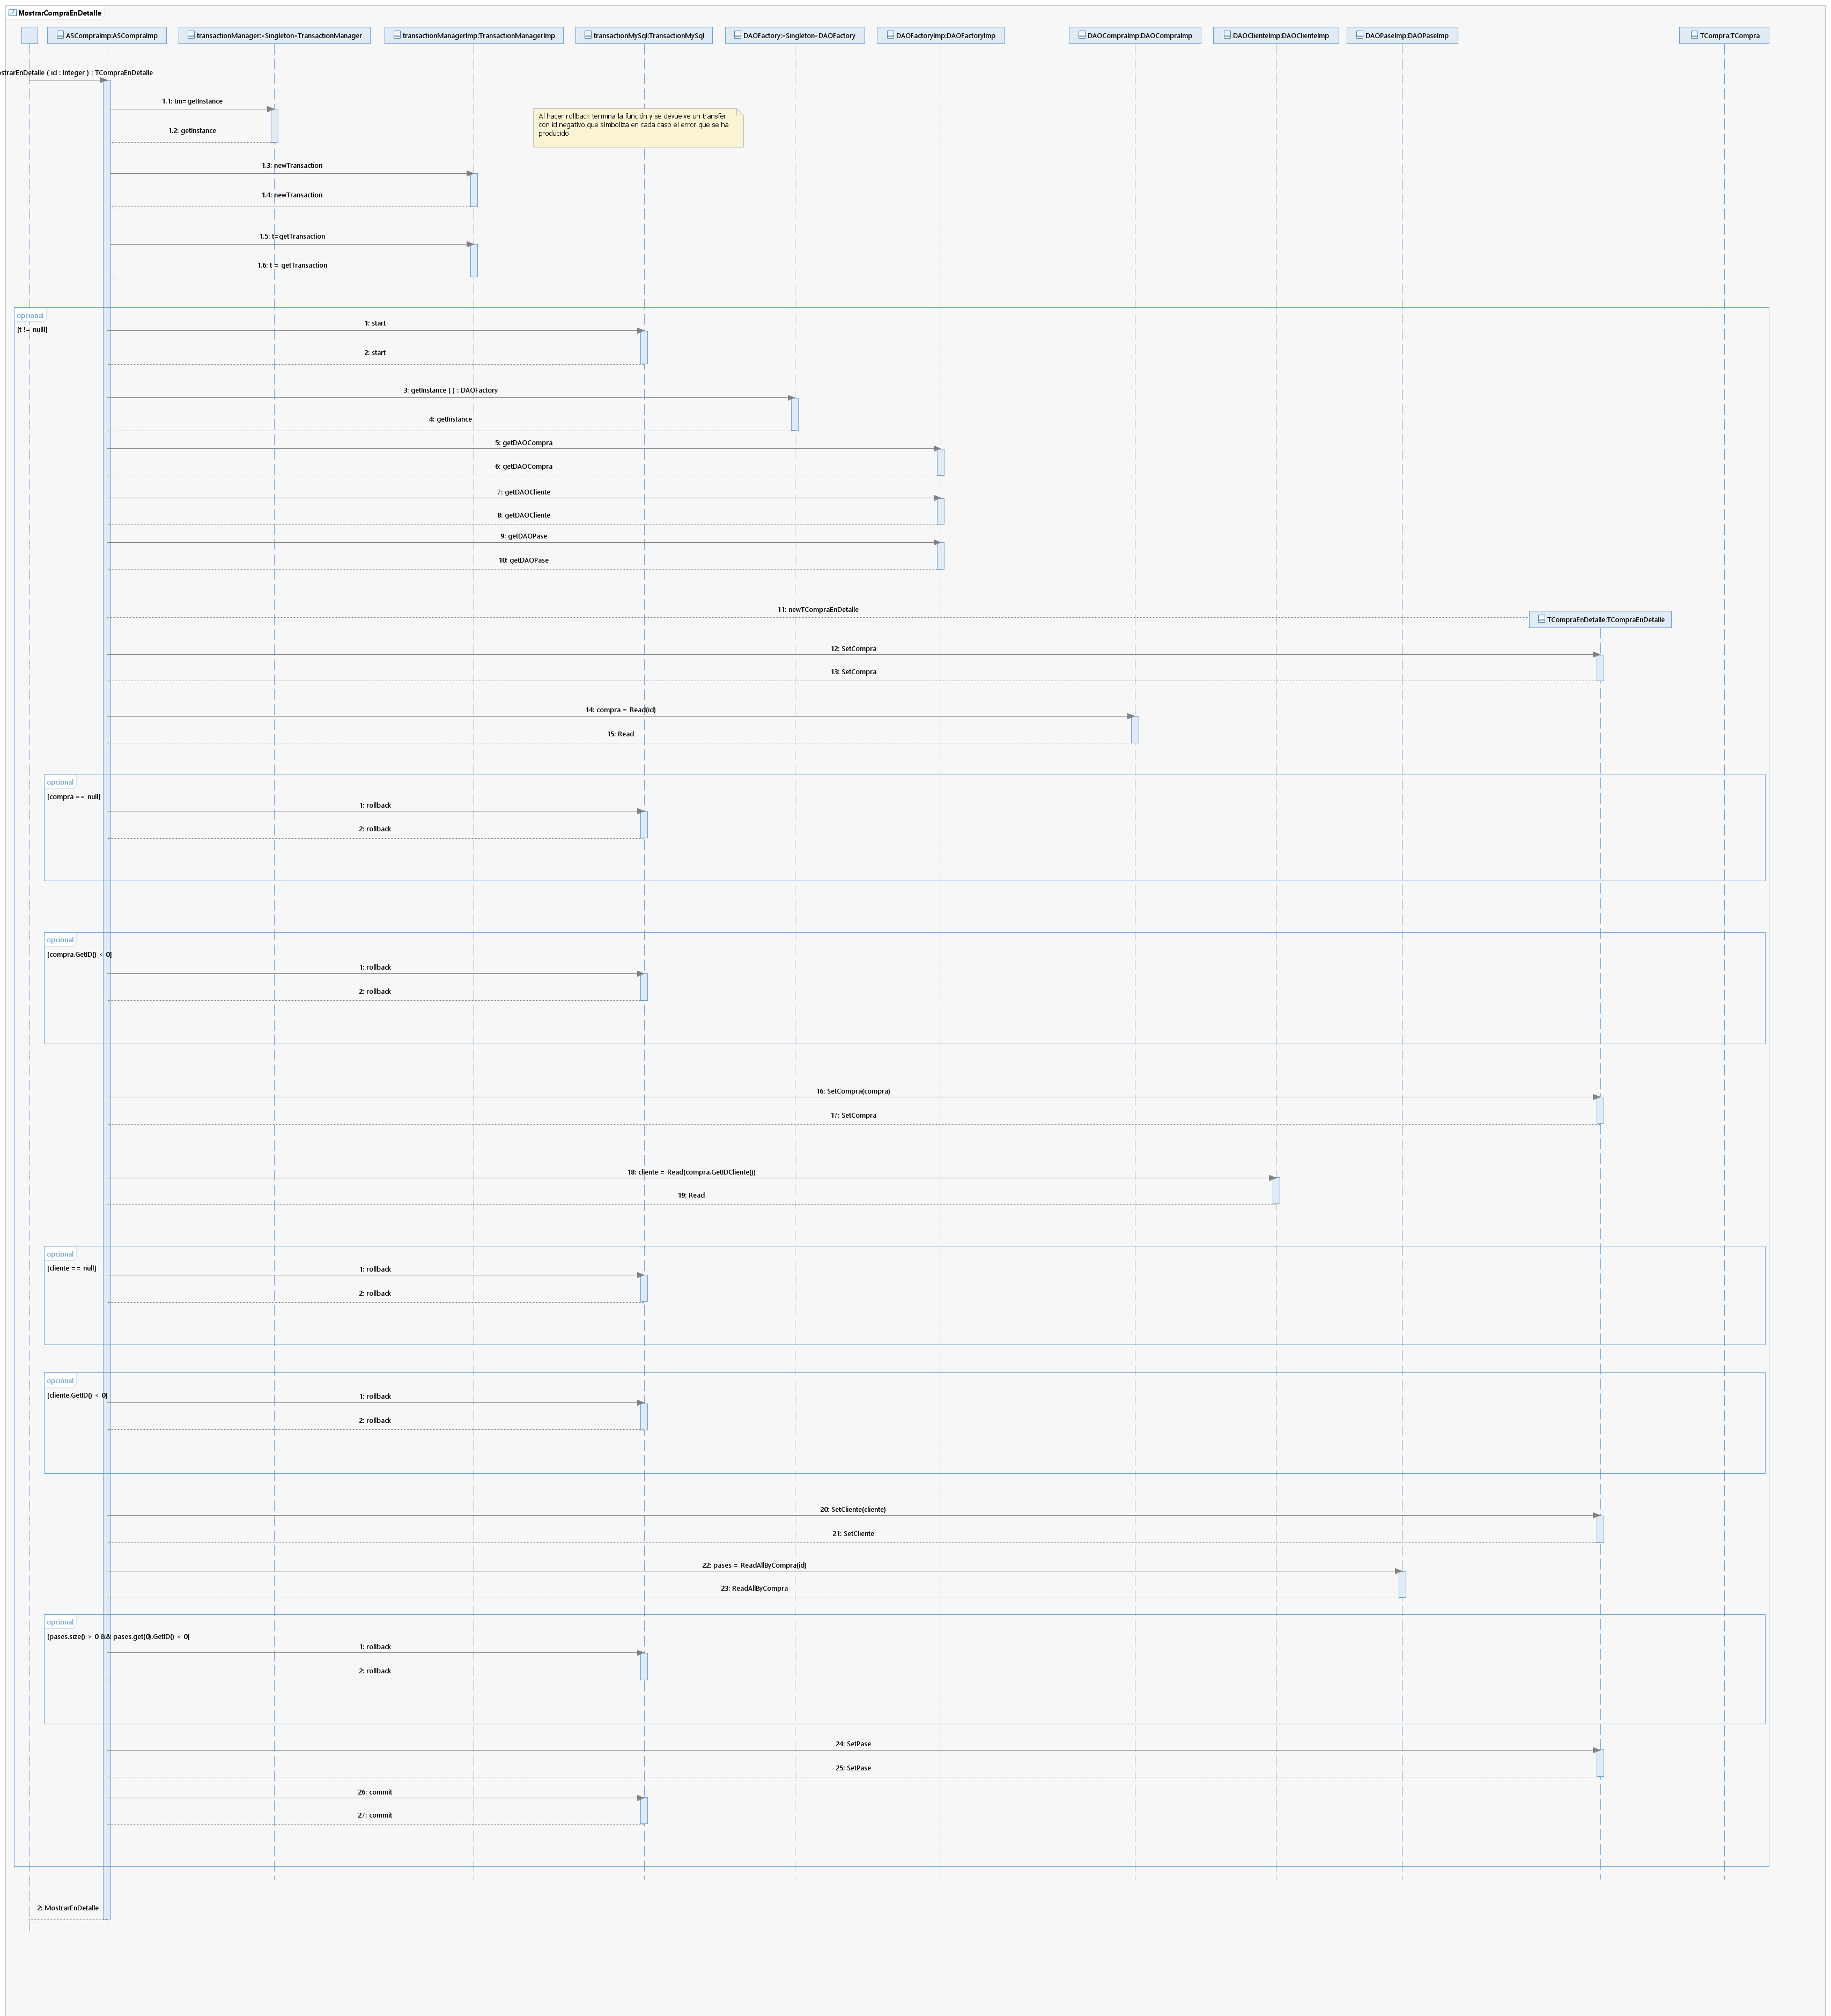 MostrarCompraEnDetalle
ASCompraImp:ASCompraImp
transactionManager:«Singleton»TransactionManager
transactionManagerImp:TransactionManagerImp
transactionMySql:TransactionMySql
DAOFactory:«Singleton»DAOFactory
DAOFactoryImp:DAOFactoryImp
DAOCompraImp:DAOCompraImp
DAOClienteImp:DAOClienteImp
DAOPaseImp:DAOPaseImp
TCompra:TCompra
ostrarEnDetalle ( id : Integer ) : TCompraEnDetalle
1.1: tm=getInstance
1.2: getInstance
Al hacer rollback: termina la función y se devuelve un transfer
con id negativo que simboliza en cada caso el error que se ha
producido
1.3: newTransaction
1.4: newTransaction
1.5: t=getTransaction
1.6: t = getTransaction
opcional
[t != null]
1: start
2: start
3: getInstance ( ) : DAOFactory
4: getInstance
5: getDAOCompra
6: getDAOCompra
7: getDAOCliente
8: getDAOCliente
9: getDAOPase
10: getDAOPase
11: newTCompraEnDetalle
TCompraEnDetalle:TCompraEnDetalle
12: SetCompra
13: SetCompra
14: compra = Read(id)
15: Read
opcional
[compra == null]
1: rollback
2: rollback
opcional
[compra.GetID() < 0]
1: rollback
2: rollback
16: SetCompra(compra)
17: SetCompra
18: cliente = Read(compra.GetIDCliente())
19: Read
opcional
[cliente == null]
1: rollback
2: rollback
opcional
[cliente.GetID() < 0]
1: rollback
2: rollback
20: SetCliente(cliente)
21: SetCliente
22: pases = ReadAllByCompra(id)
23: ReadAllByCompra
opcional
[pases.size() > 0 && pases.get(0).GetID() < 0]
1: rollback
2: rollback
24: SetPase
25: SetPase
26: commit
27: commit
2: MostrarEnDetalle